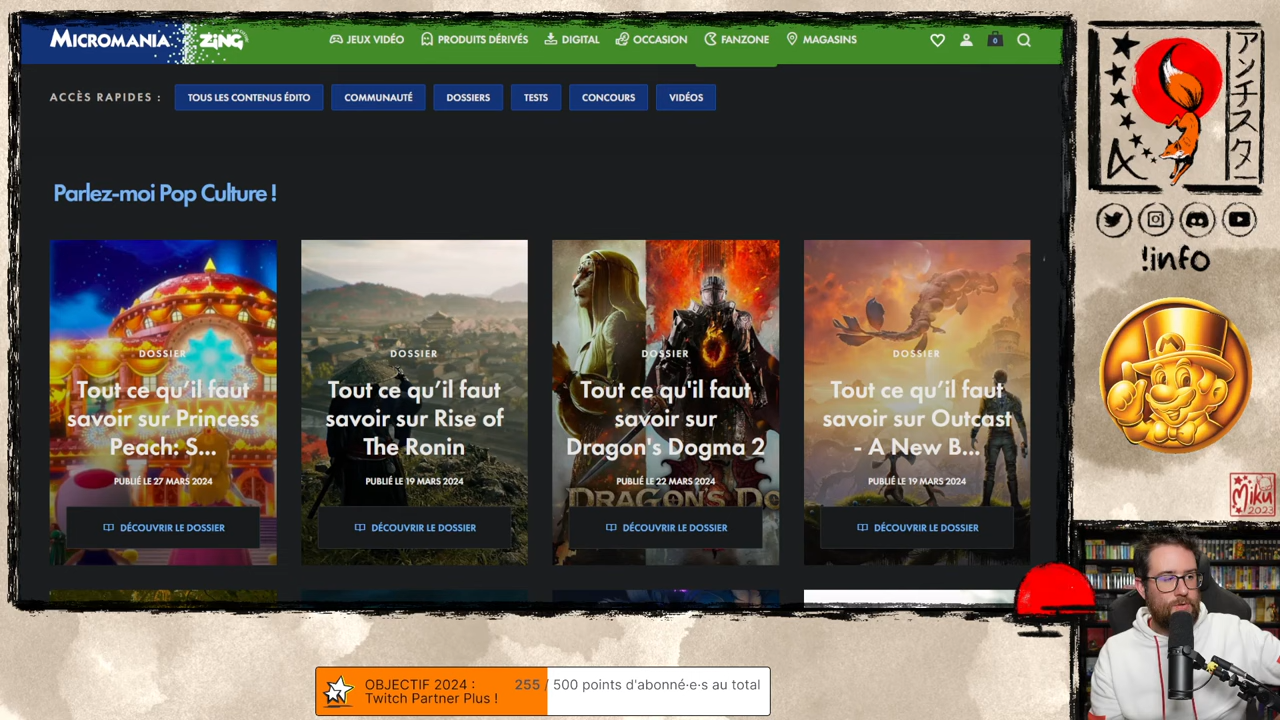 MICROMANIA ZiNG
JEUX VIDÉO
PRODUITS DÉRIVÉS
DIGITAL
OCCASION
FANZONE
MAGASINS
0
ACCÈS RAPIDES :
TOUS LES CONTENUS ÉDITO
COMMUNAUTÉ
DOSSIERS
TESTS
CONCOURS
VIDÉOS
Parlez-moi Pop Culture !
DOSSIER
Tout ce qu’il faut
savoir sur Princess
Peach: S...
PUBLIÉ LE 27 MARS 2024
DÉCOUVRIR LE DOSSIER
DOSSIER
Tout ce qu’il faut
savoir sur Rise of
The Ronin
PUBLIÉ LE 19 MARS 2024
DÉCOUVRIR LE DOSSIER
DOSSIER
Tout ce qu'il faut
savoir sur
Dragon's Dogma 2
PUBLIÉ LE 22 MARS 2024
DRAGON'S DO
DÉCOUVRIR LE DOSSIER
DOSSIER
Tout ce qu’il faut
savoir sur Outcast
- A New B...
PUBLIÉ LE 19 MARS 2024
DÉCOUVRIR LE DOSSIER
アンチスター
!info
M
Miku
2023
OBJECTIF 2024 :
Twitch Partner Plus !
255 / 500 points d'abonné·e·s au total